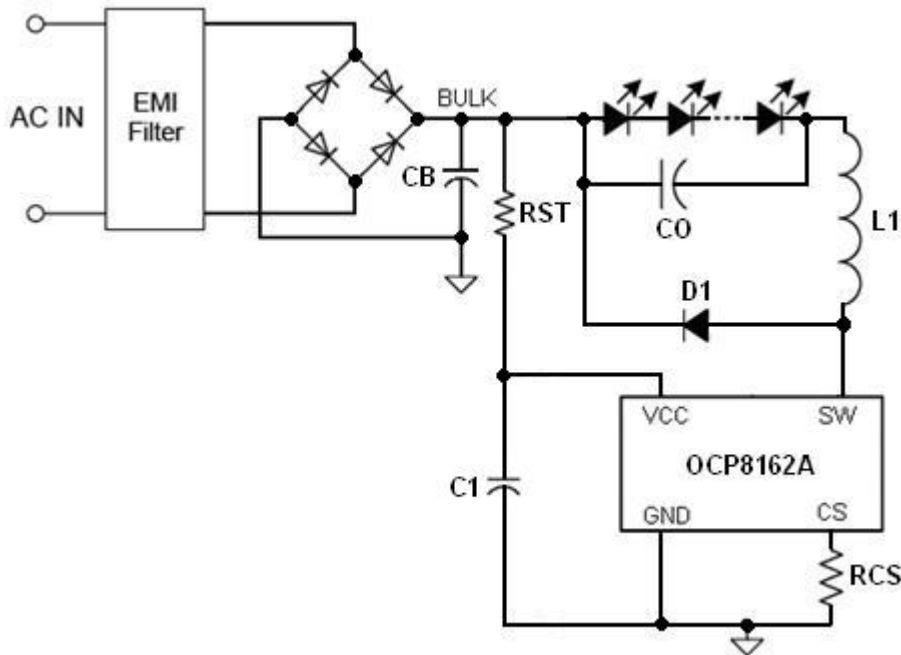 AC IN
EMI
Filter
BULK
CB
RST
CO
L1
D1
VCC
SW
OCP8162A
C1
GND
CS
RCS